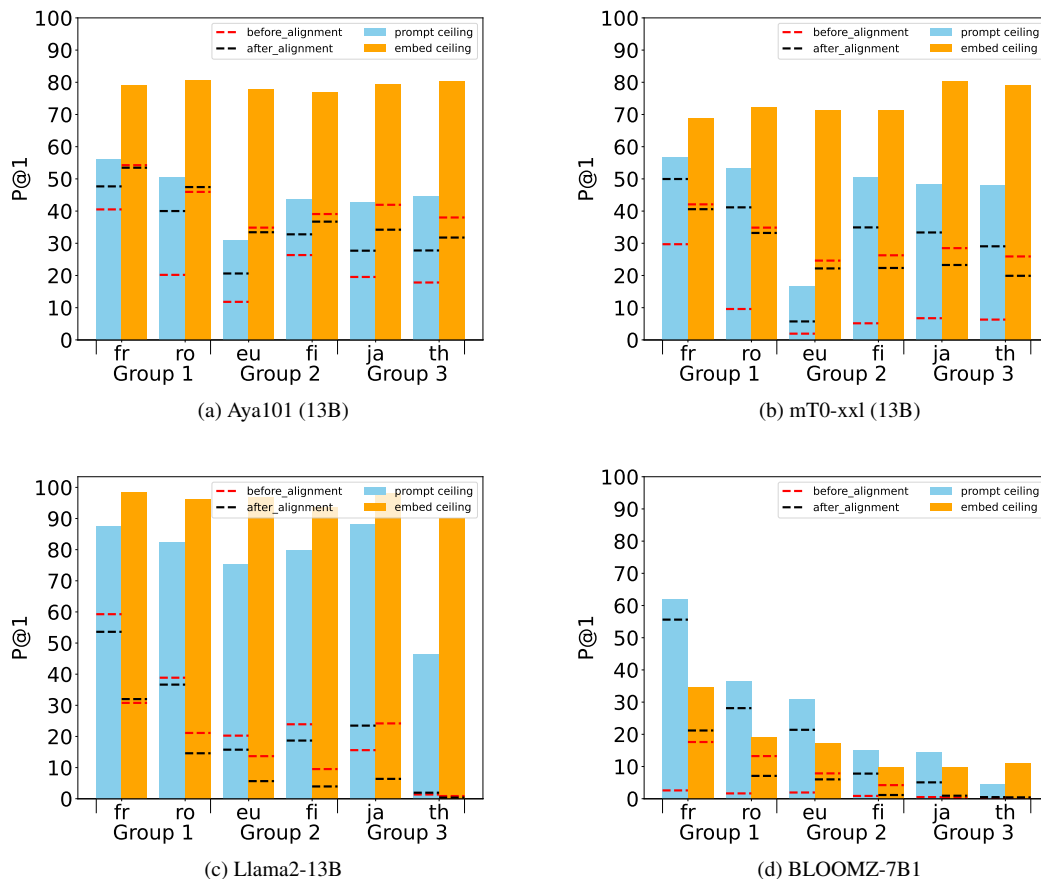 before_alignment
after_alignment
prompt ceiling
embed ceiling
P@1
100
90
80
70
60
50
40
30
20
10
0
fr ro eu fi ja th
Group 1 Group 2 Group 3
(a) Aya101 (13B)
before_alignment
after_alignment
prompt ceiling
embed ceiling
P@1
100
90
80
70
60
50
40
30
20
10
0
fr ro eu fi ja th
Group 1 Group 2 Group 3
(b) mT0-xxl (13B)
before_alignment
after_alignment
prompt ceiling
embed ceiling
P@1
100
90
80
70
60
50
40
30
20
10
0
fr ro eu fi ja th
Group 1 Group 2 Group 3
(c) Llama2-13B
before_alignment
after_alignment
prompt ceiling
embed ceiling
P@1
100
90
80
70
60
50
40
30
20
10
0
fr ro eu fi ja th
Group 1 Group 2 Group 3
(d) BLOOMZ-7B1